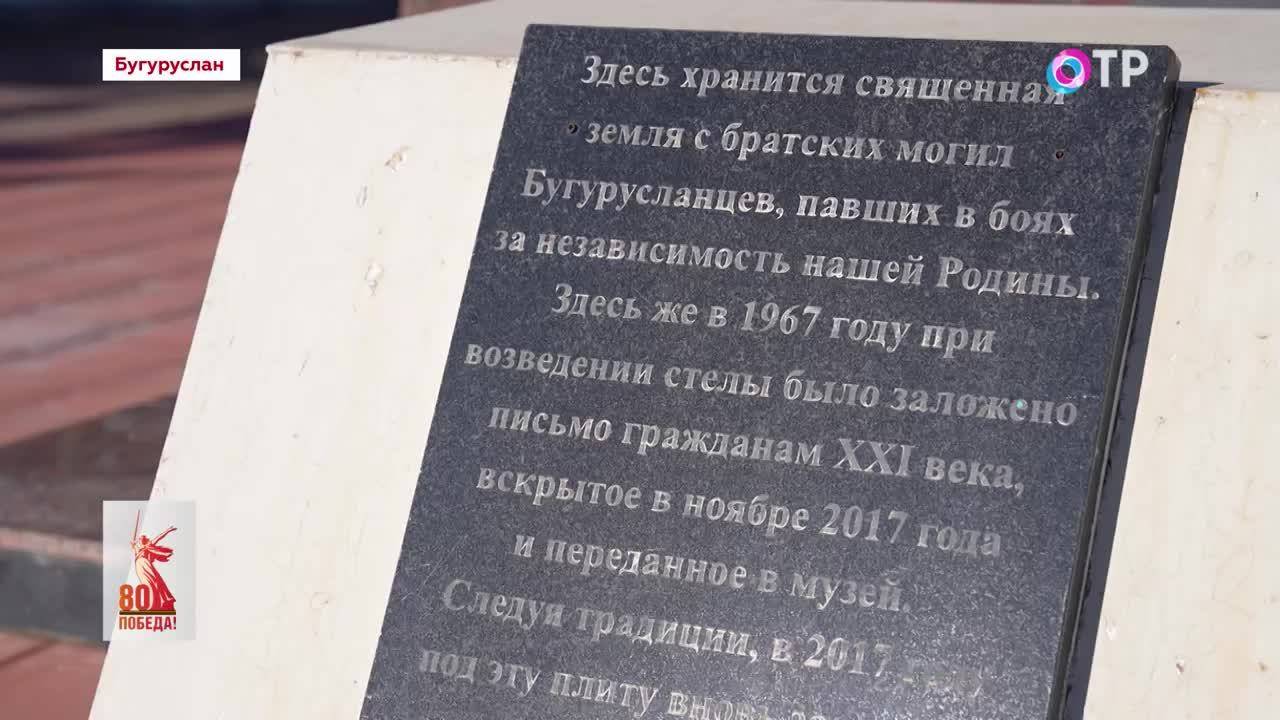 Бугуруслан
ОТР
Здесь хранится священная
земля с братских могил
Бугурусланцев, павших в боях
за независимость нашей Родины.
Здесь же в 1967 году при
возведении стелы было заложено
письмо гражданам XXI века,
вскрытое в ноябре 2017 года
и переданное в музей.
Следуя традиции, в 2017 году
под эту плиту вновь
80
ПОБЕДА!